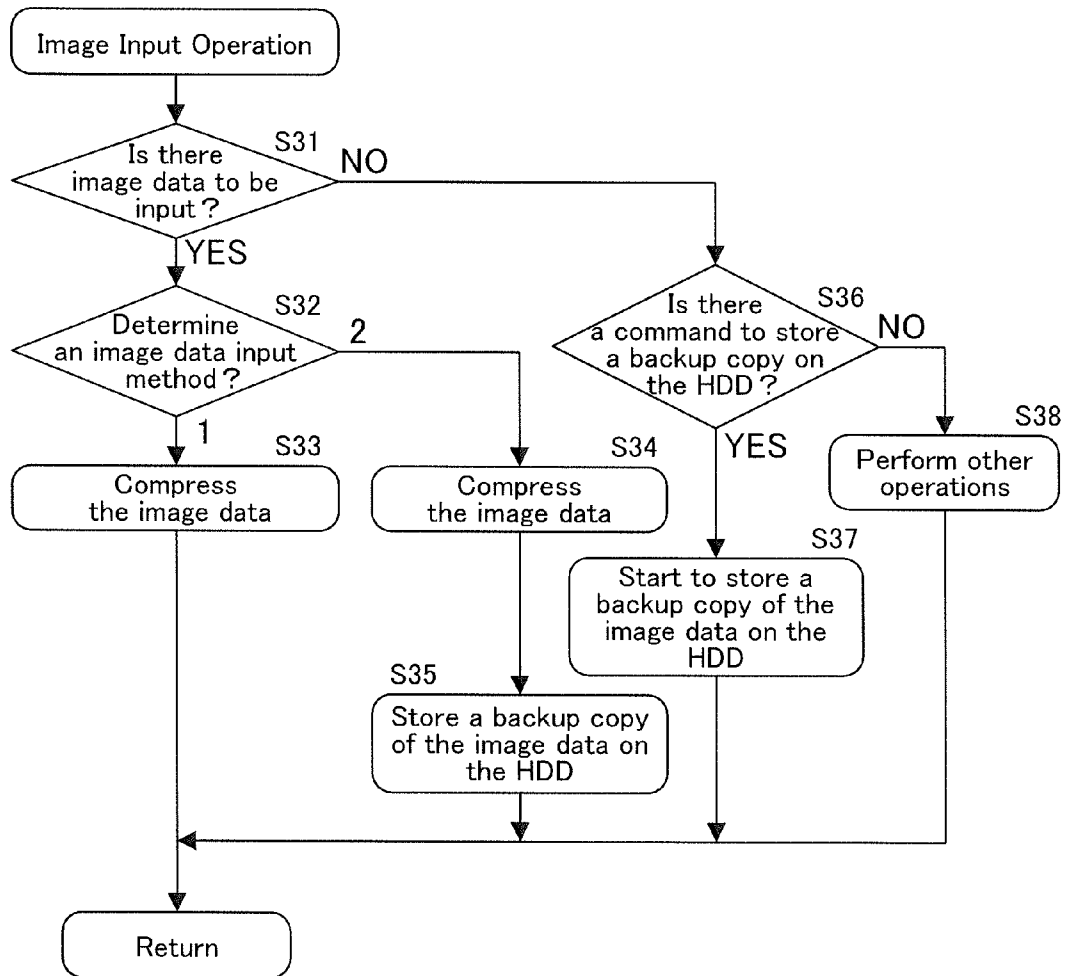 Image Input Operation
S31
Is there
image data to be
input?
NO
YES
S32
Determine
an image data input
method?
2
1
S36
Is there
a command to store
a backup copy on
the HDD?
NO
YES
S33
Compress
the image data
S34
Compress
the image data
S38
Perform other
operations
S37
Start to store a
backup copy of the
image data on the
HDD
S35
Store a backup copy
of the image data on
the HDD
Return